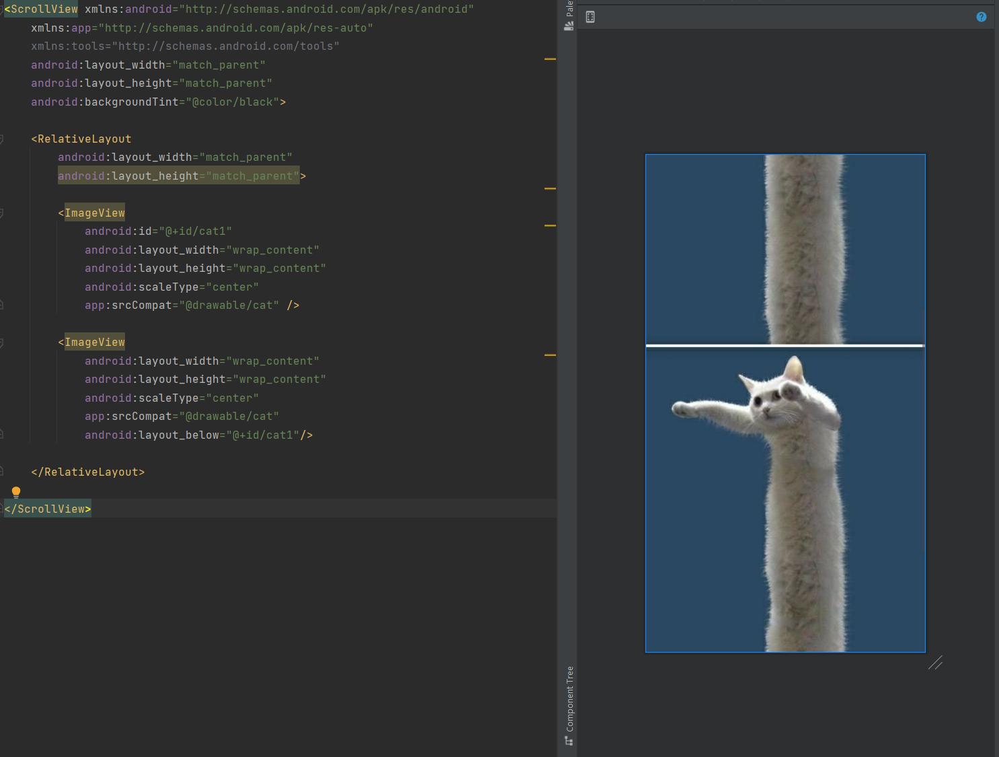 <ScrollView xmlns:android="http://schemas.android.com/apk/res/android"
xmlns:app="http://schemas.android.com/apk/res-auto"
xmlns:tools="http://schemas.android.com/tools"
android:layout_width="match_parent"
android:layout_height="match_parent"
android:backgroundTint="@color/black">
<RelativeLayout
android:layout_width="match_parent"
android:layout_height="match_parent">
<ImageView
android:id="@+id/cat1"
android:layout_width="wrap_content"
android:layout_height="wrap_content"
android:scaleType="center"
app:srcCompat="@drawable/cat" />
<ImageView
android:layout_width="wrap_content"
android:layout_height="wrap_content"
android:scaleType="center"
app:srcCompat="@drawable/cat"
android:layout_below="@+id/cat1"/>
</RelativeLayout>
</ScrollView>
Pale
Component Tree
?